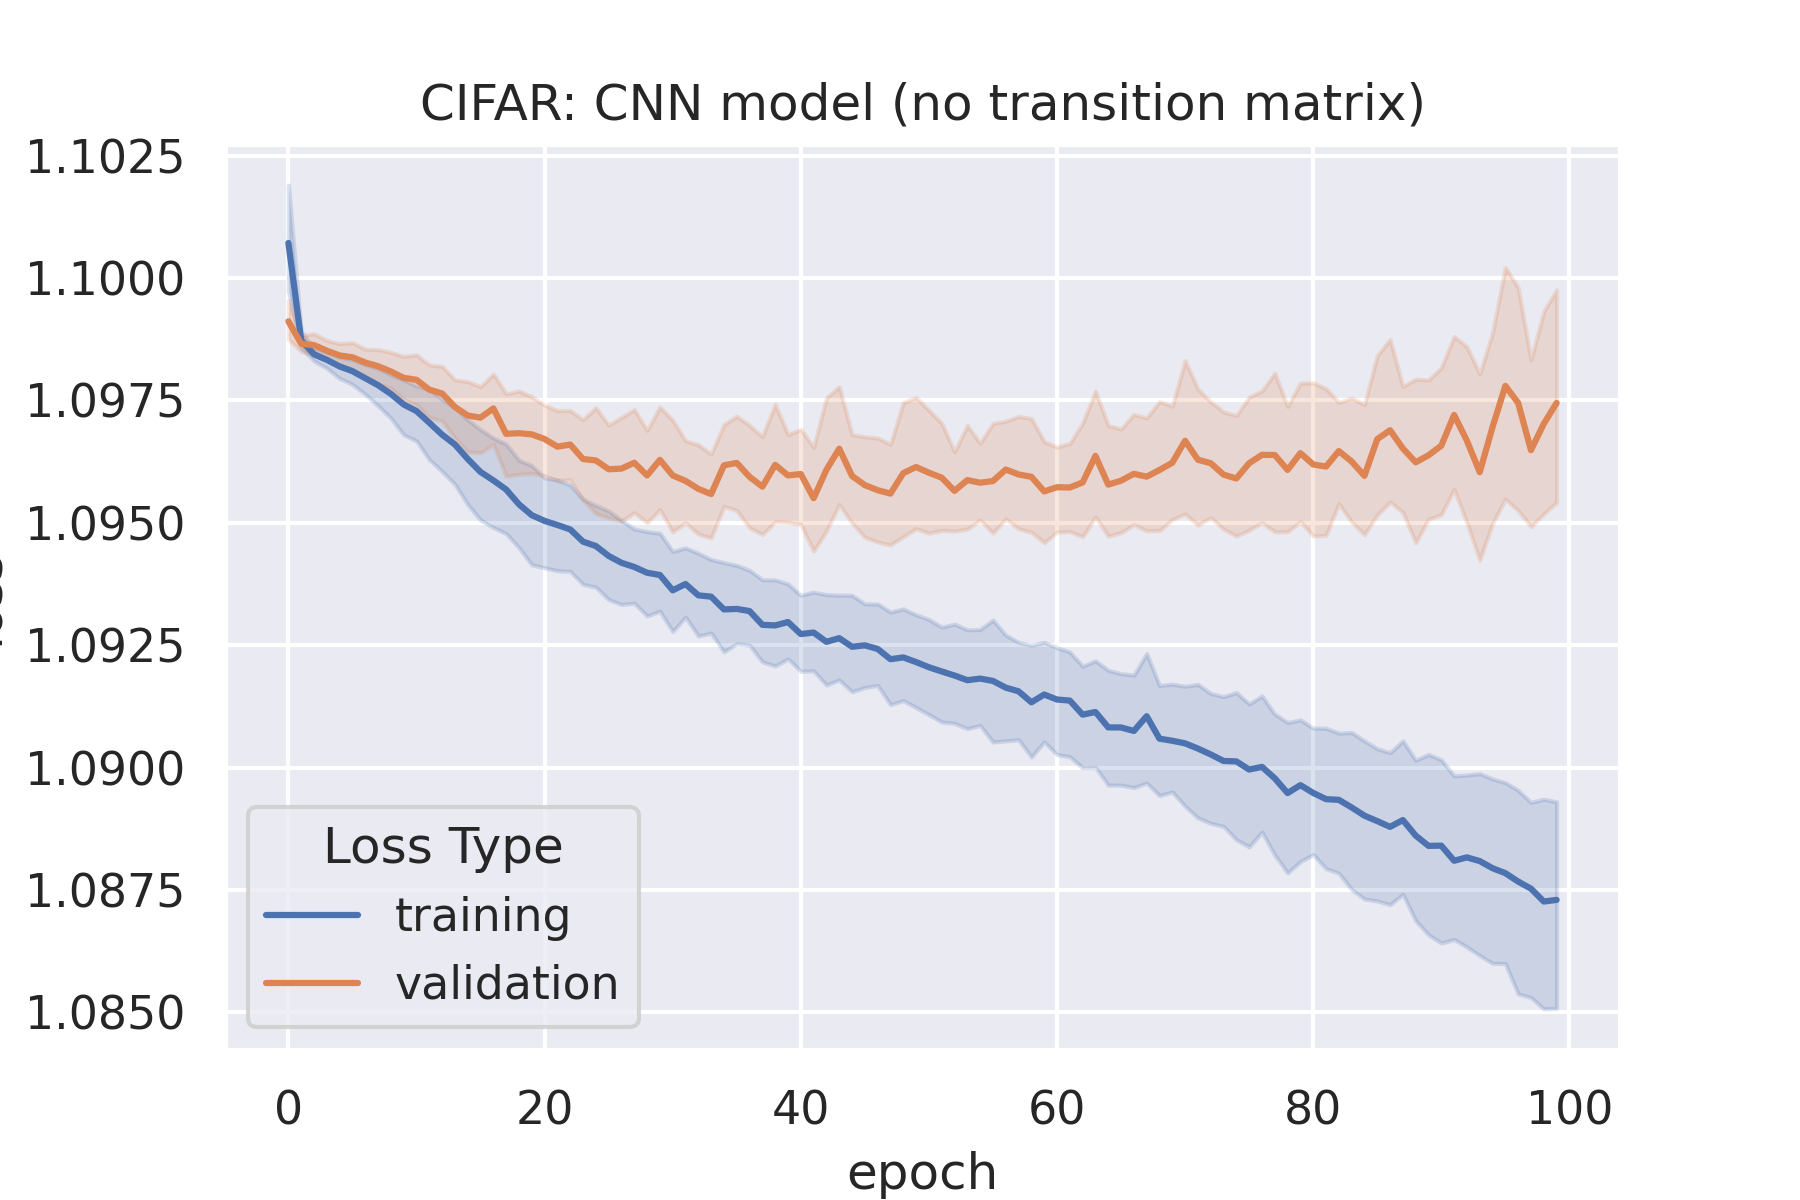 CIFAR: CNN model (no transition matrix)
1.1025
1.1000
1.0975
1.0950
1.0925
1.0900
1.0875
1.0850
Loss Type
training
validation
0 20 40 60 80 100
epoch